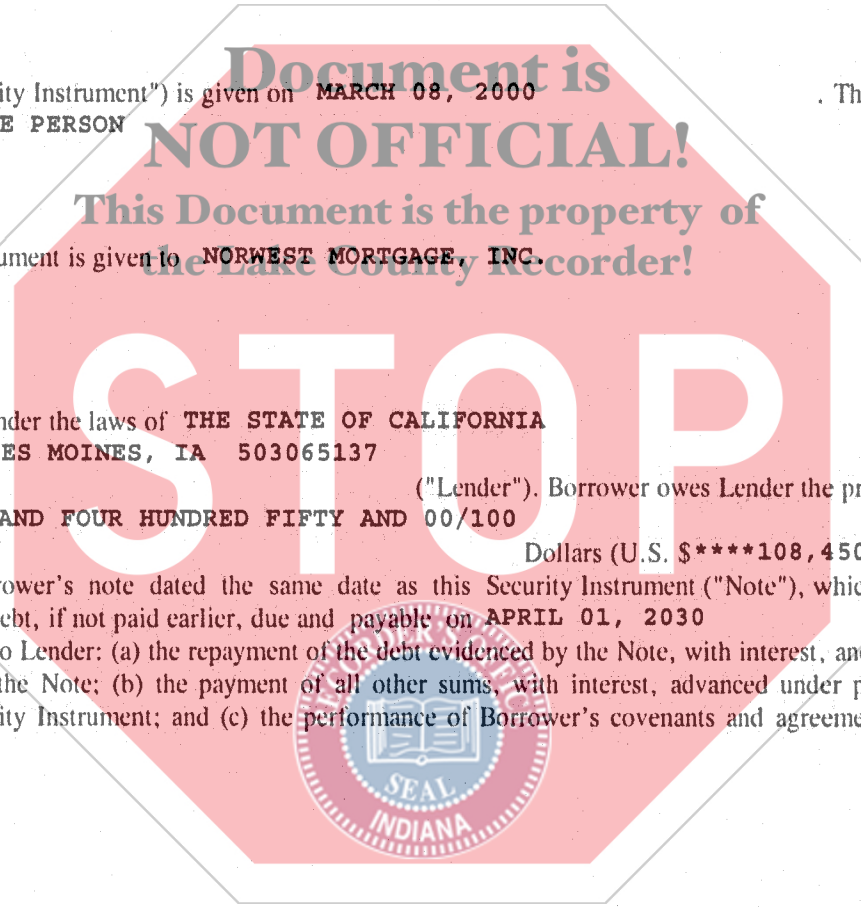 Document is
ity Instrument") is given on MARCH 08, 2000 . Th
E PERSON
NOT OFFICIAL!
This Document is the property of
ument is given to NORWEST MORTGAGE, INC.
the Lake County Recorder!
STOP
nder the laws of THE STATE OF CALIFORNIA
ES MOINES, IA 503065137
("Lender"). Borrower owes Lender the pr
AND FOUR HUNDRED FIFTY AND 00/100
Dollars (U.S. $****108,450
rower's note dated the same date as this Security Instrument ("Note"), whic
ebt, if not paid earlier, due and payable on APRIL 01, 2030
o Lender: (a) the repayment of the debt evidenced by the Note, with interest, an
the Note; (b) the payment of all other sums, with interest, advanced under p
ity Instrument; and (c) the performance of Borrower's covenants and agreeme
RECORDER'S OFFICE
SEAL
INDIANA